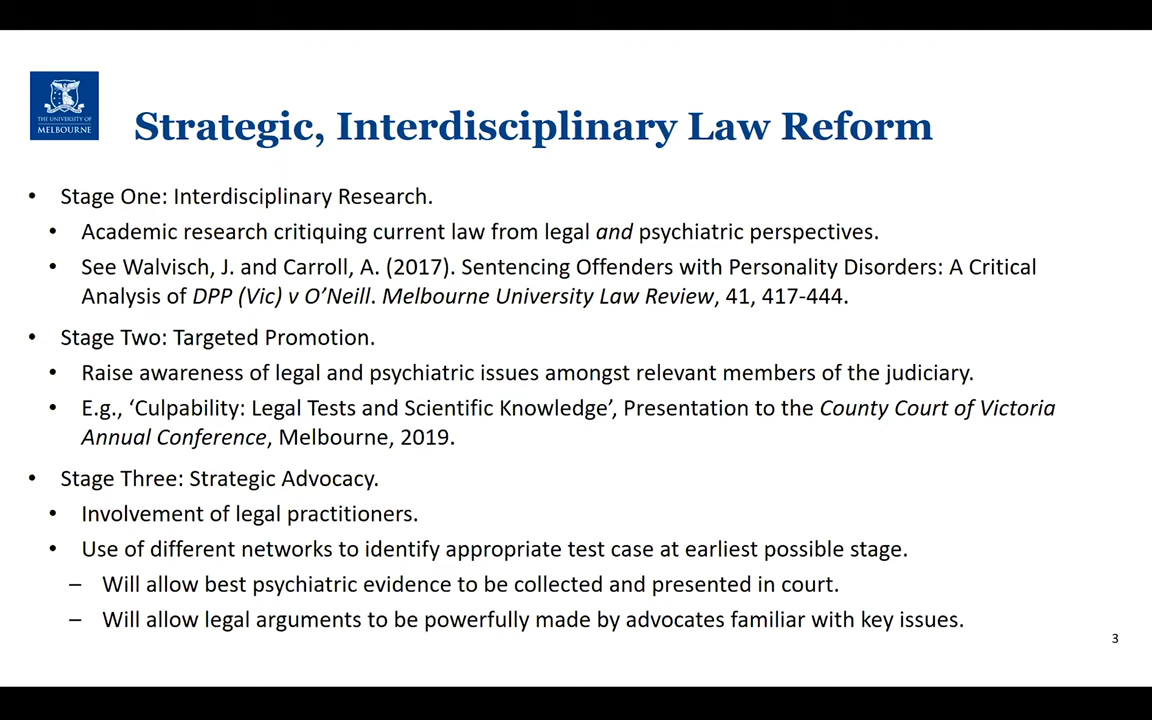 THE UNIVERSITY OF
MELBOURNE
Strategic, Interdisciplinary Law Reform
• Stage One: Interdisciplinary Research.
• Academic research critiquing current law from legal and psychiatric perspectives.
• See Walvisch, J. and Carroll, A. (2017). Sentencing Offenders with Personality Disorders: A Critical
Analysis of DPP (Vic) v O’Neill. Melbourne University Law Review, 41, 417-444.
• Stage Two: Targeted Promotion.
• Raise awareness of legal and psychiatric issues amongst relevant members of the judiciary.
• E.g., ‘Culpability: Legal Tests and Scientific Knowledge’, Presentation to the County Court of Victoria
Annual Conference, Melbourne, 2019.
• Stage Three: Strategic Advocacy.
• Involvement of legal practitioners.
• Use of different networks to identify appropriate test case at earliest possible stage.
– Will allow best psychiatric evidence to be collected and presented in court.
– Will allow legal arguments to be powerfully made by advocates familiar with key issues.
3